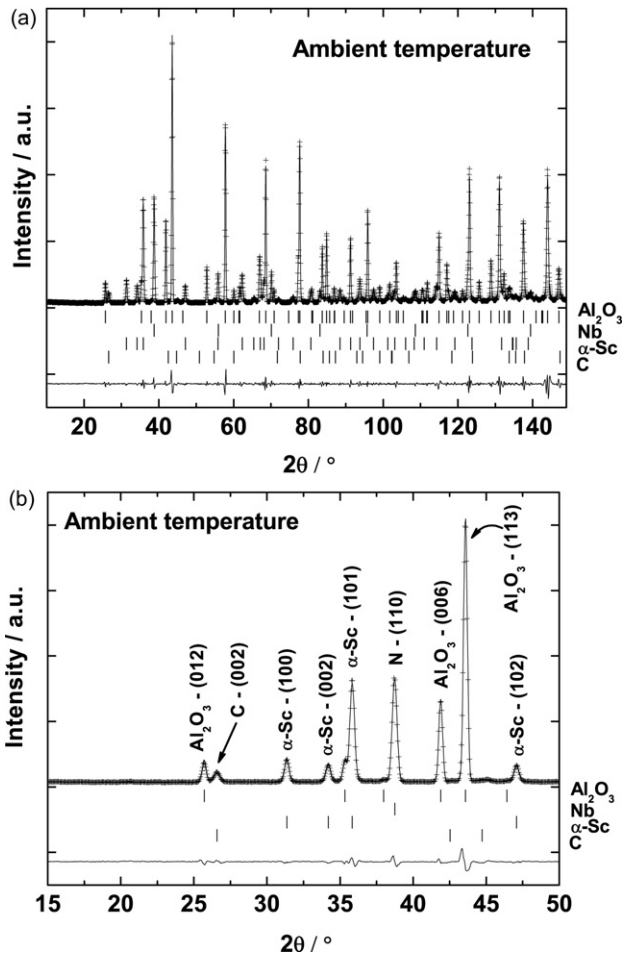 (a)
Ambient temperature
Intensity / a.u.
Al₂O₃
Nb
α-Sc
C
20 40 60 80 100 120 140
2θ / °
(b)
Ambient temperature
Intensity / a.u.
Al₂O₃ - (012)
C - (002)
α-Sc - (100)
α-Sc - (002)
α-Sc - (101)
N - (110)
Al₂O₃ - (006)
Al₂O₃ - (113)
α-Sc - (102)
Al₂O₃
Nb
α-Sc
C
15 20 25 30 35 40 45 50
2θ / °